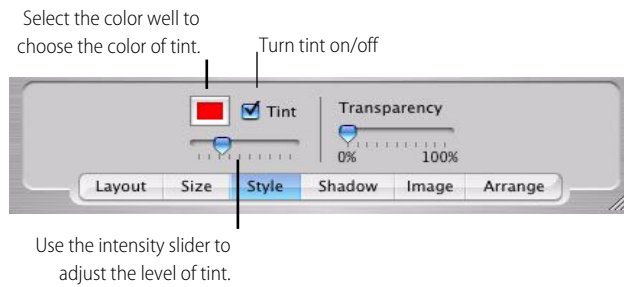 Select the color well to
choose the color of tint.
Turn tint on/off
Tint
Transparency
0% 100%
Layout Size Style Shadow Image Arrange
Use the intensity slider to
adjust the level of tint.